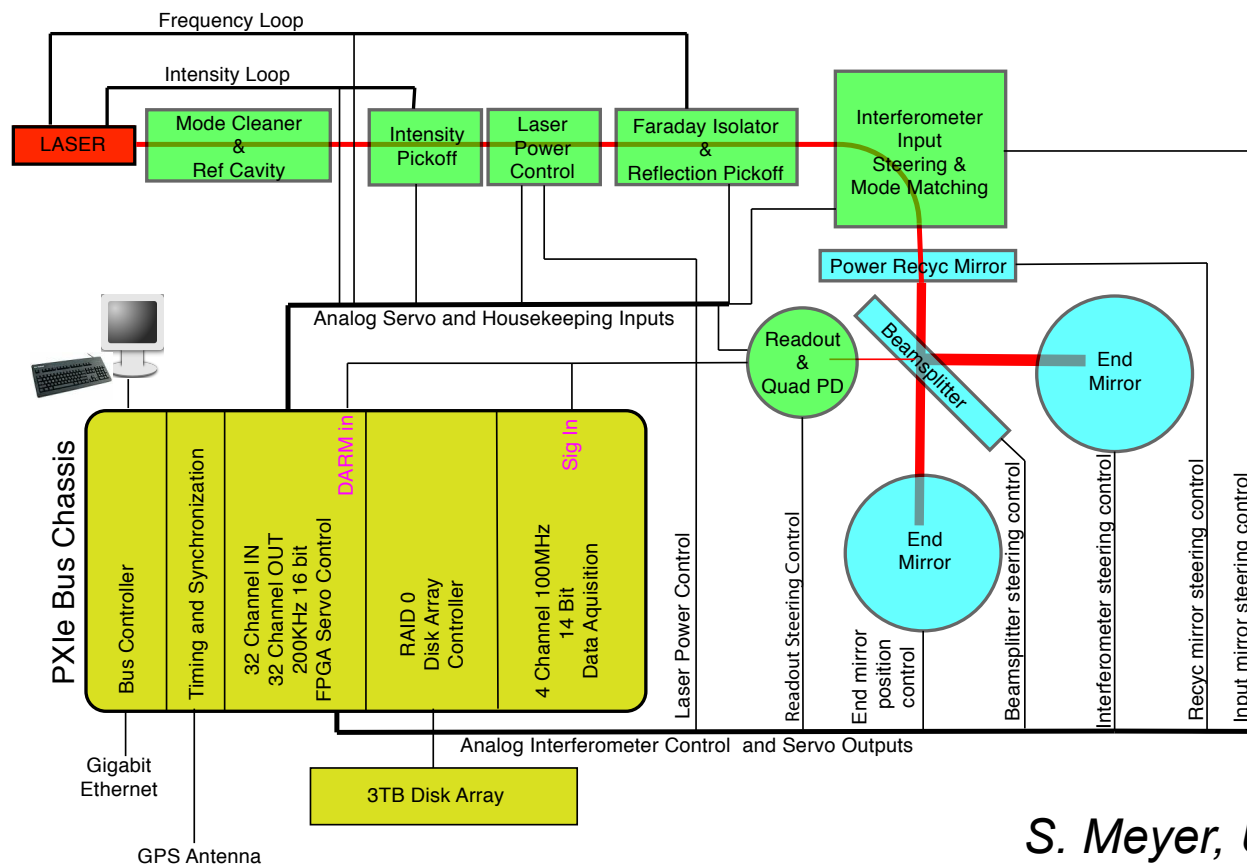 Frequency Loop
Intensity Loop
LASER
Mode Cleaner
&
Ref Cavity
Intensity
Pickoff
Laser
Power
Control
Faraday Isolator
&
Reflection Pickoff
Interferometer
Input
Steering &
Mode Matching
Power Recyc Mirror
Analog Servo and Housekeeping Inputs
Readout
&
Quad PD
Beamsplitter
End
Mirror
End
Mirror
PXIe Bus Chassis
Bus Controller
Timing and Synchronization
32 Channel IN
32 Channel OUT
200KHz 16 bit
FPGA Servo Control
DARM in
RAID 0
Disk Array
Controller
Sig In
4 Channel 100MHz
14 Bit
Data Aquisition
Laser Power Control
Readout Steering Control
End mirror
position
control
Beamsplitter steering control
Interferometer steering control
Recyc mirror steering control
Input mirror steering control
Analog Interferometer Control and Servo Outputs
Gigabit
Ethernet
3TB Disk Array
GPS Antenna
S. Meyer,